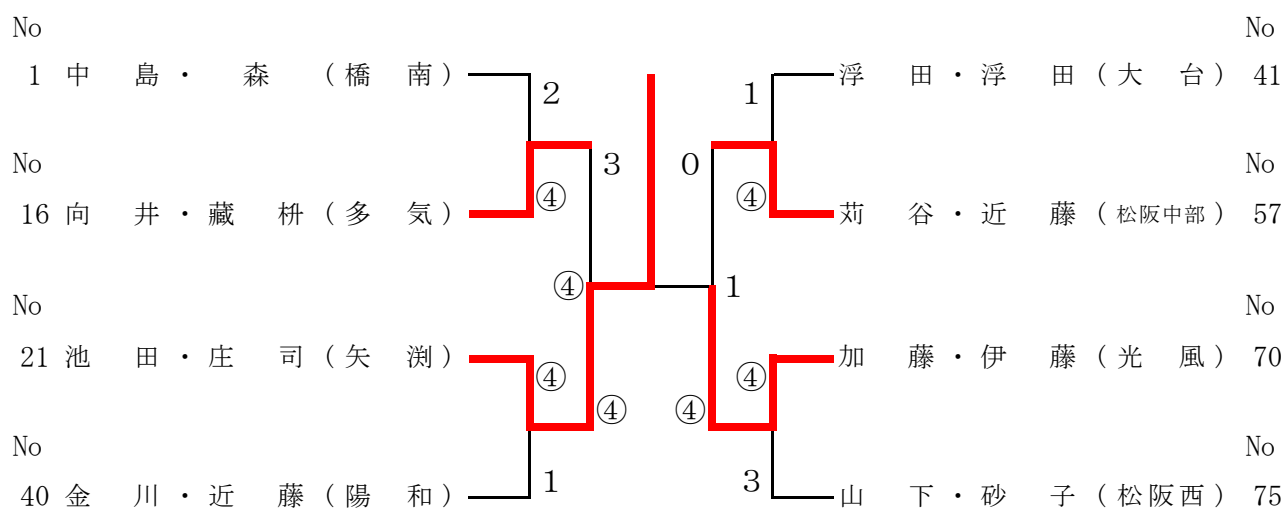 No No
1 中島・森（橋南） 浮田・浮田（大台） 41
2 1
No 3 0 No
16 向井・藏枡（多気） ④ ④ 苅谷・近藤（松阪中部） 57
④ 1
No No
21 池田・庄司（矢渕） ④ ④ 加藤・伊藤（光風） 70
④ ④
No No
40 金川・近藤（陽和） 1 3 山下・砂子（松阪西） 75